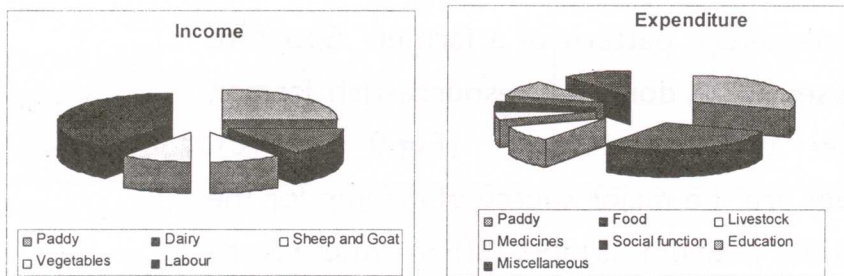 Income
Paddy Dairy Sheep and Goat
Vegetables Labour
Expenditure
Paddy Food Livestock
Medicines Social function Education
Miscellaneous